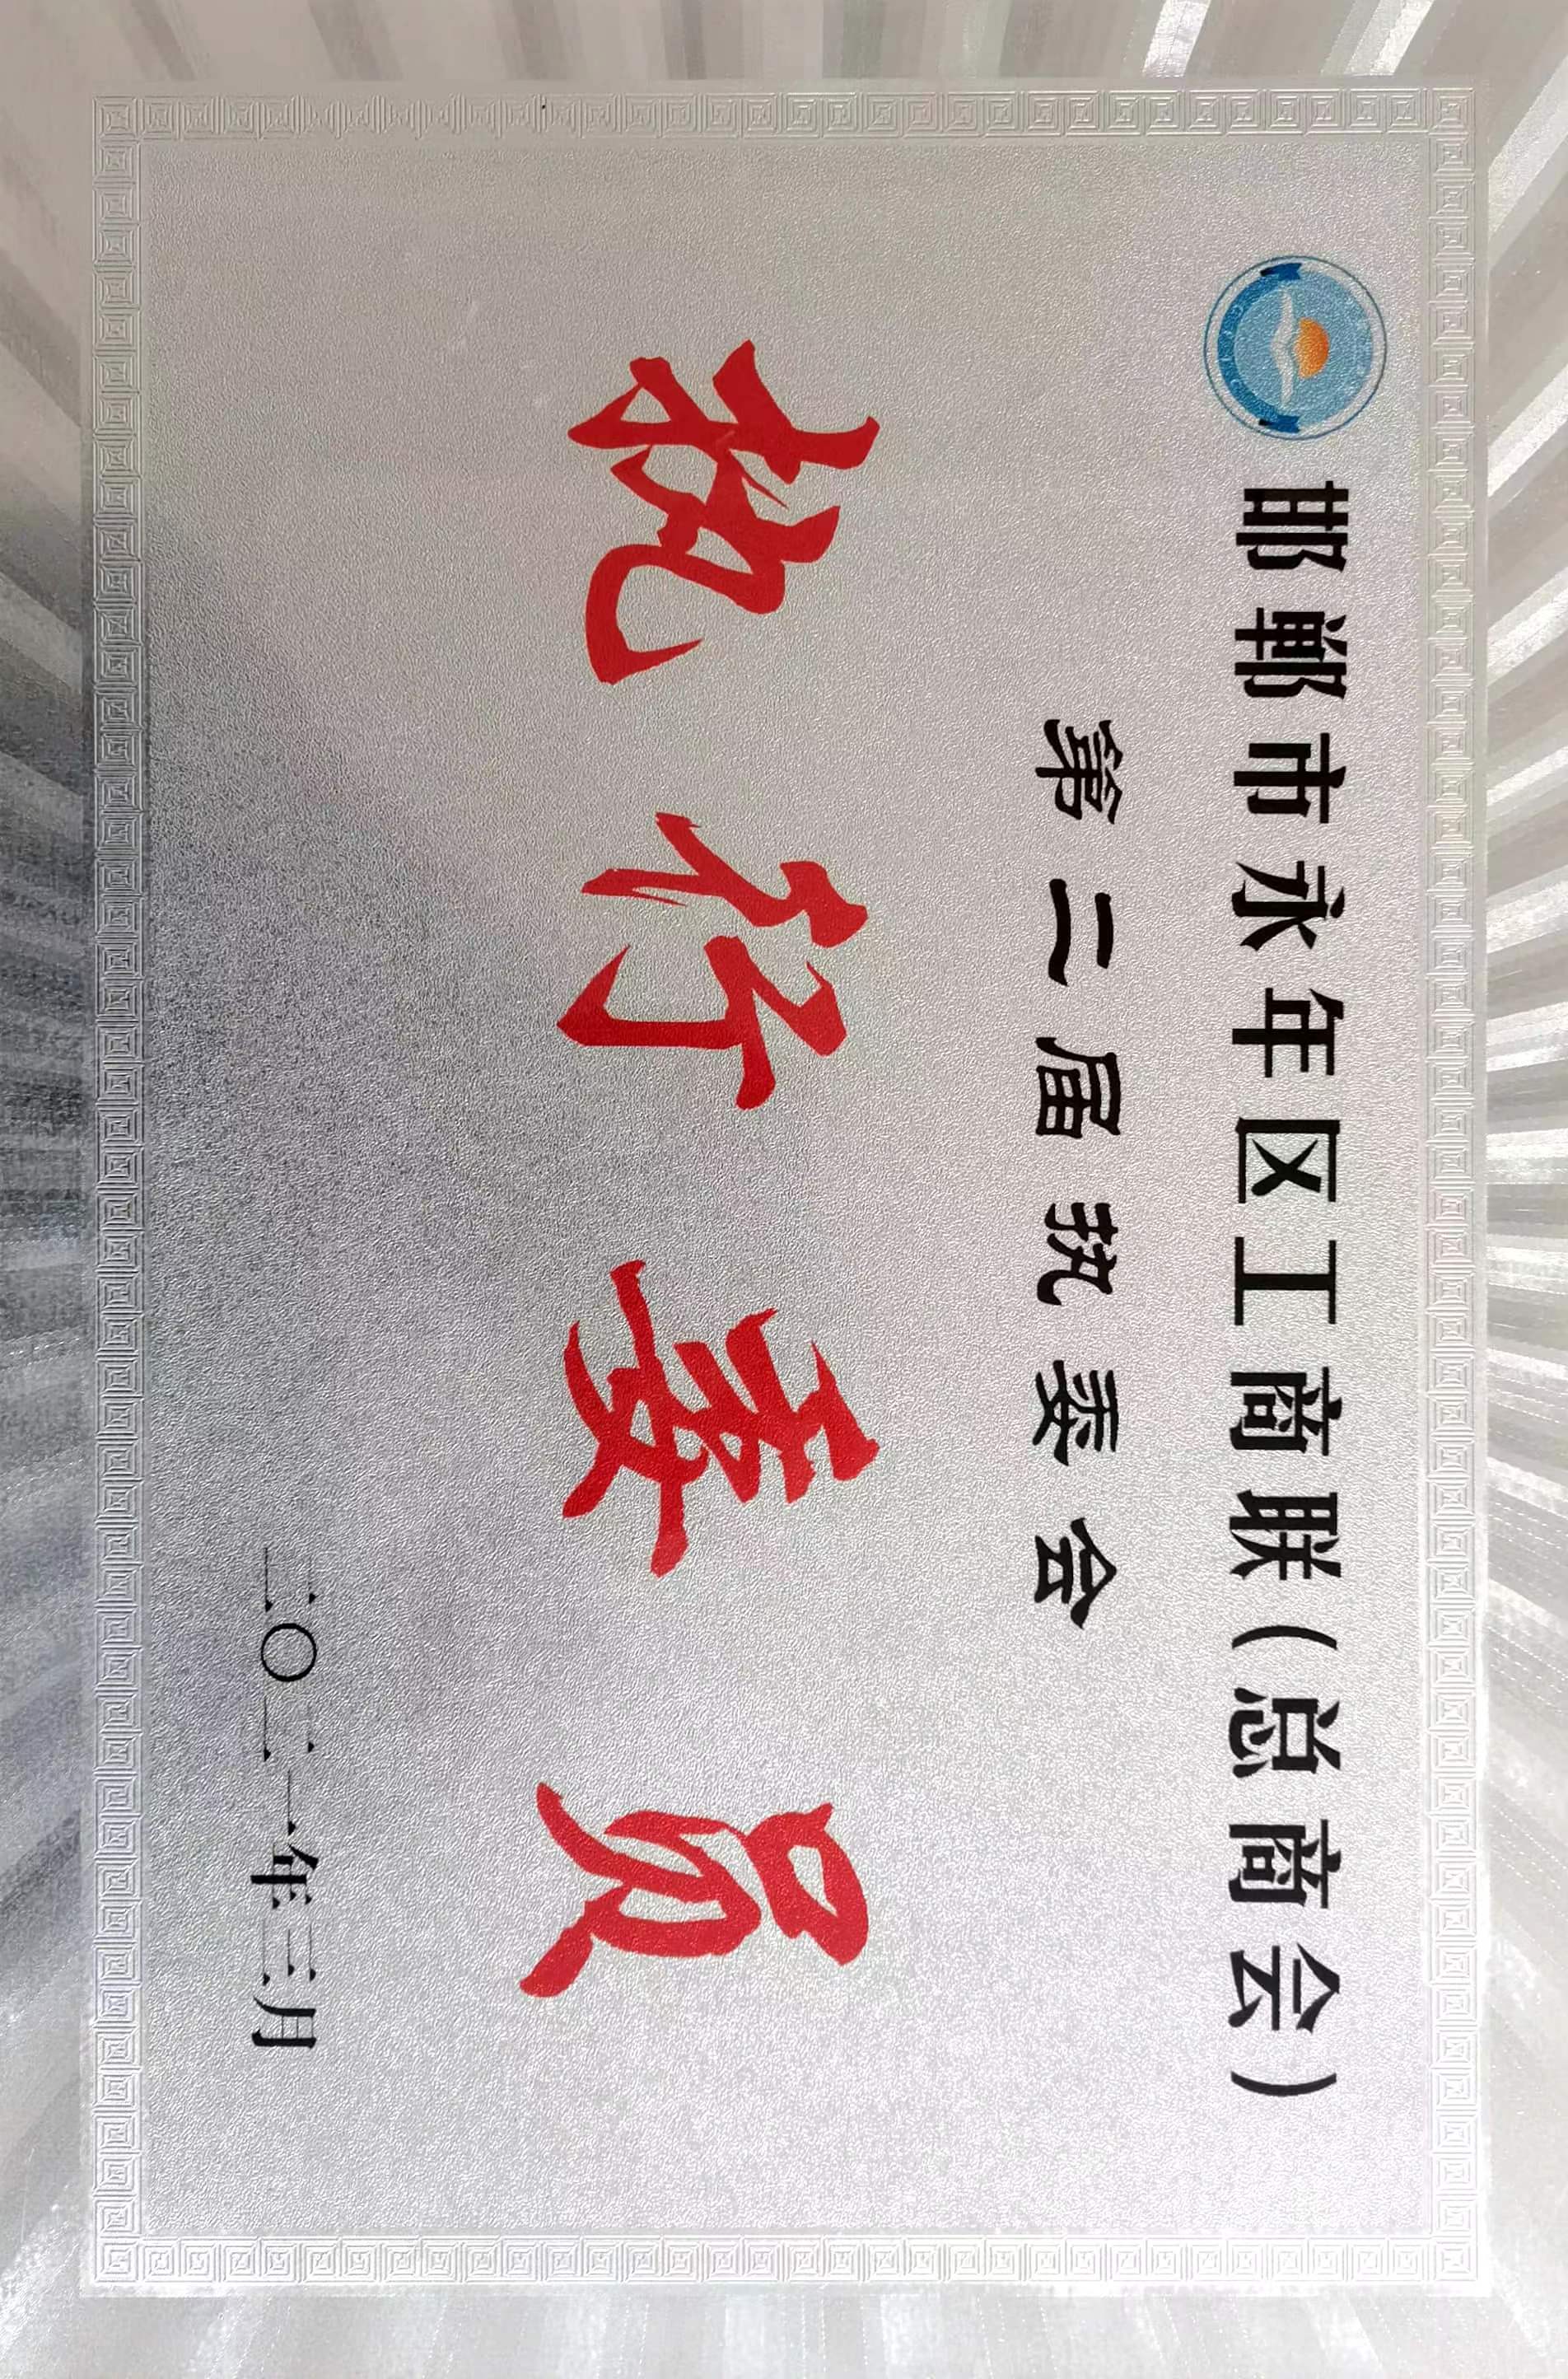 邯郸市永年区工商联(总商会)
第二届执委会
执行委员
二〇二一年三月